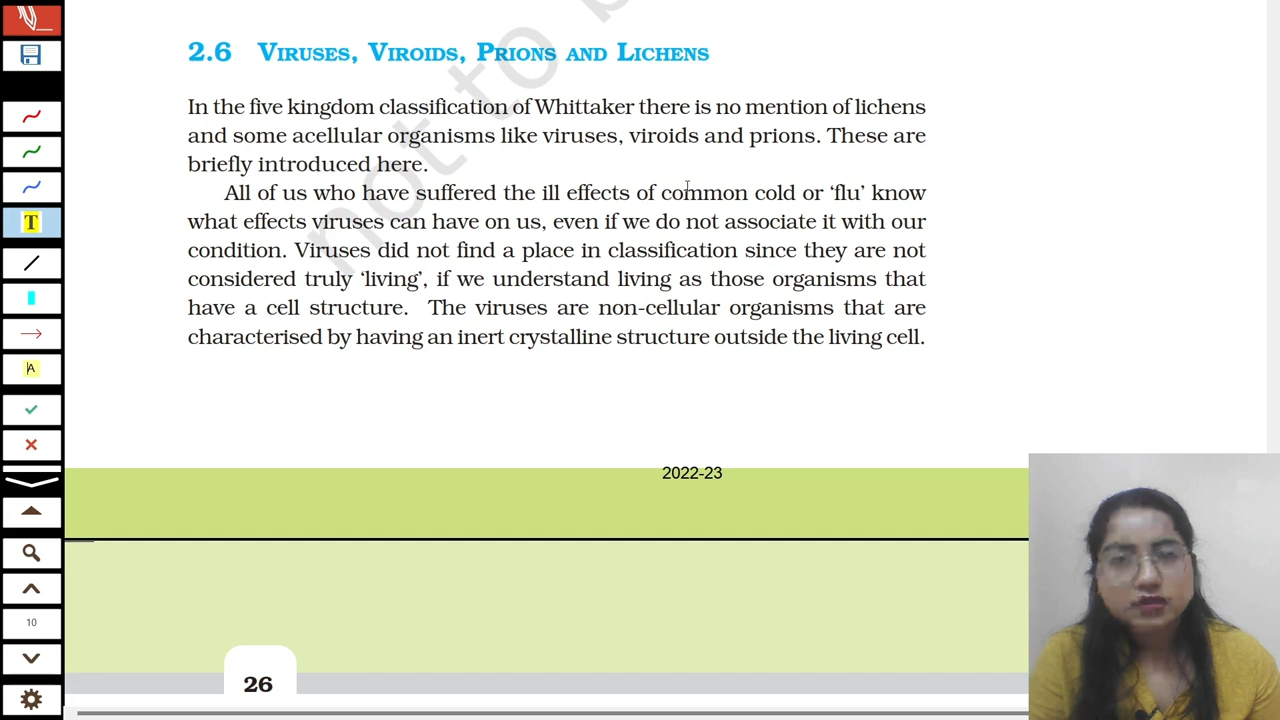 2.6 Viruses, Viroids, Prions and Lichens
In the five kingdom classification of Whittaker there is no mention of lichens
and some acellular organisms like viruses, viroids and prions. These are
briefly introduced here.
All of us who have suffered the ill effects of common cold or ‘flu’ know
what effects viruses can have on us, even if we do not associate it with our
condition. Viruses did not find a place in classification since they are not
considered truly ‘living’, if we understand living as those organisms that
have a cell structure. The viruses are non-cellular organisms that are
characterised by having an inert crystalline structure outside the living cell.
not to b
2022-23
26
T
A
10